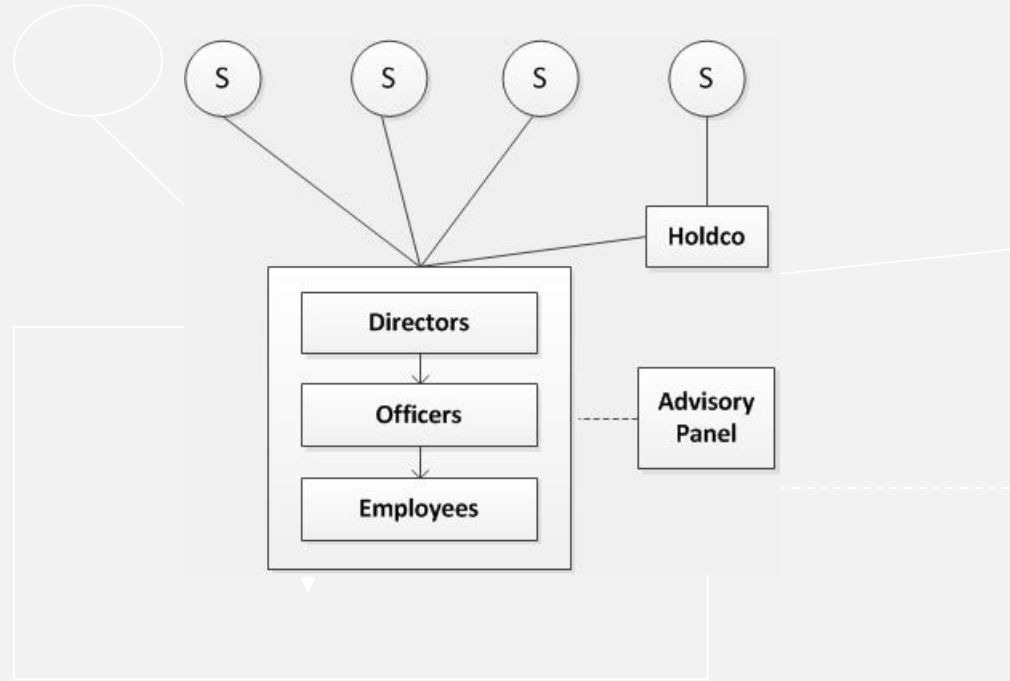 S
S
S
S
Holdco
Directors
Officers
Advisory
Panel
Employees